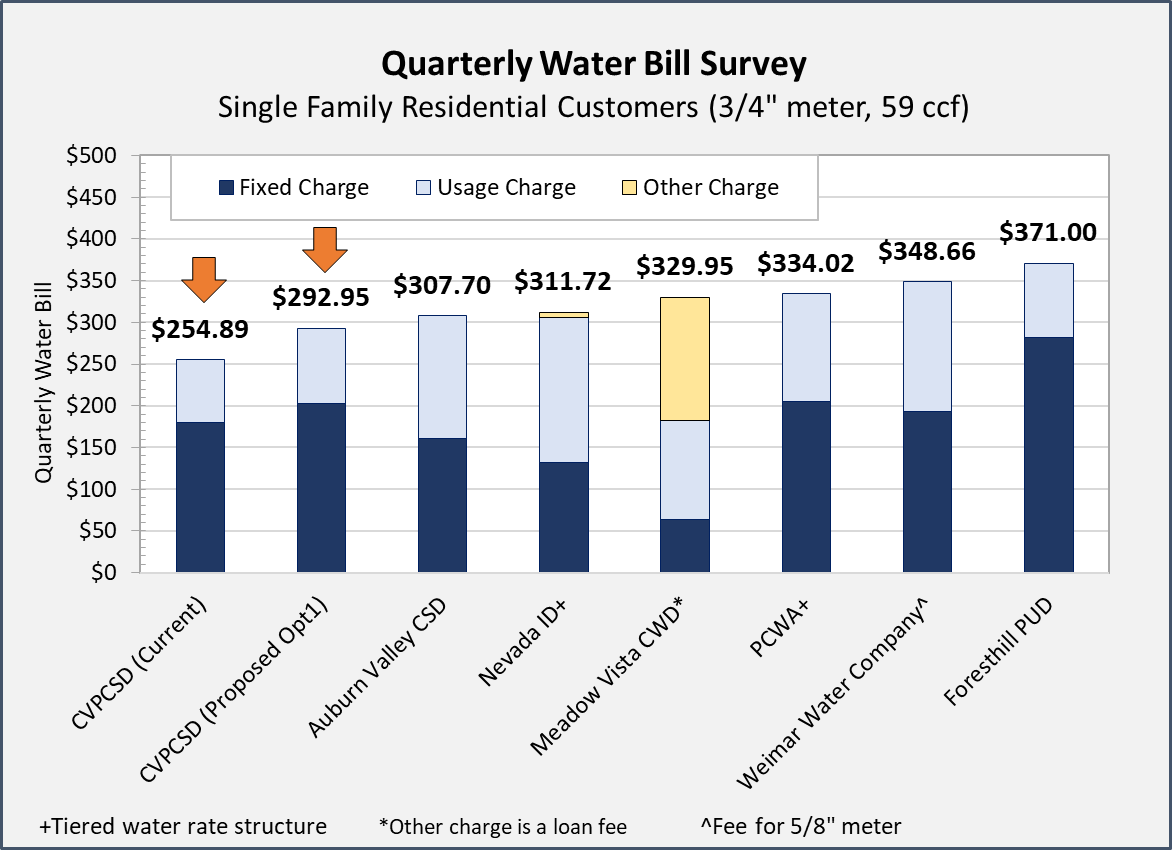 Quarterly Water Bill Survey
Single Family Residential Customers (3/4" meter, 59 ccf)
Fixed Charge
Usage Charge
Other Charge
Quarterly Water Bill
$500
$450
$400
$350
$300
$250
$200
$150
$100
$50
$0
$254.89
$292.95
$307.70
$311.72
$329.95
$334.02
$348.66
$371.00
CVPCSD (Current)
CVPCSD (Proposed Opt1)
Auburn Valley CSD
Nevada ID+
Meadow Vista CWD*
PCWA+
Weimar Water Company^
Foresthill PUD
+Tiered water rate structure
*Other charge is a loan fee
^Fee for 5/8" meter